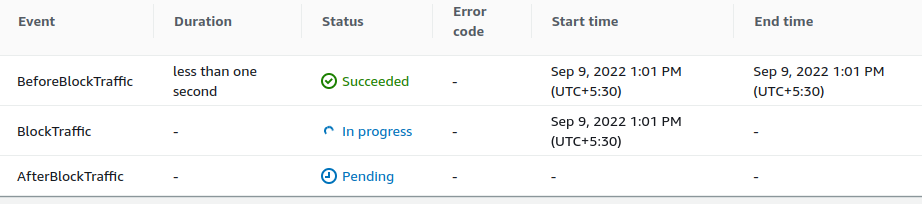 Event Duration Status Error code Start time End time
BeforeBlockTraffic less than one second Succeeded - Sep 9, 2022 1:01 PM (UTC+5:30) Sep 9, 2022 1:01 PM (UTC+5:30)
BlockTraffic - In progress - Sep 9, 2022 1:01 PM (UTC+5:30) -
AfterBlockTraffic - Pending - - -